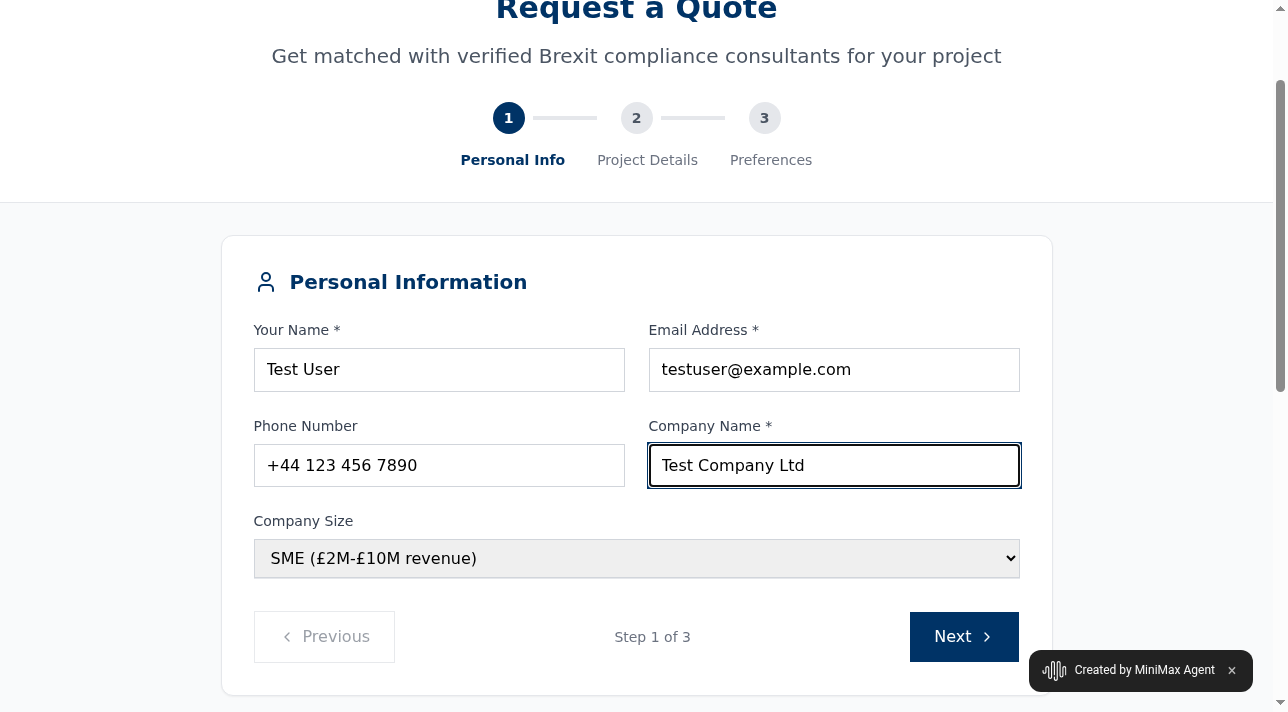 Request a Quote
Get matched with verified Brexit compliance consultants for your project
1 2 3
Personal Info Project Details Preferences
Personal Information
Your Name * Email Address *
Test User testuser@example.com
Phone Number Company Name *
+44 123 456 7890 Test Company Ltd
Company Size
SME (£2M-£10M revenue)
Previous Step 1 of 3 Next
Created by MiniMax Agent ×